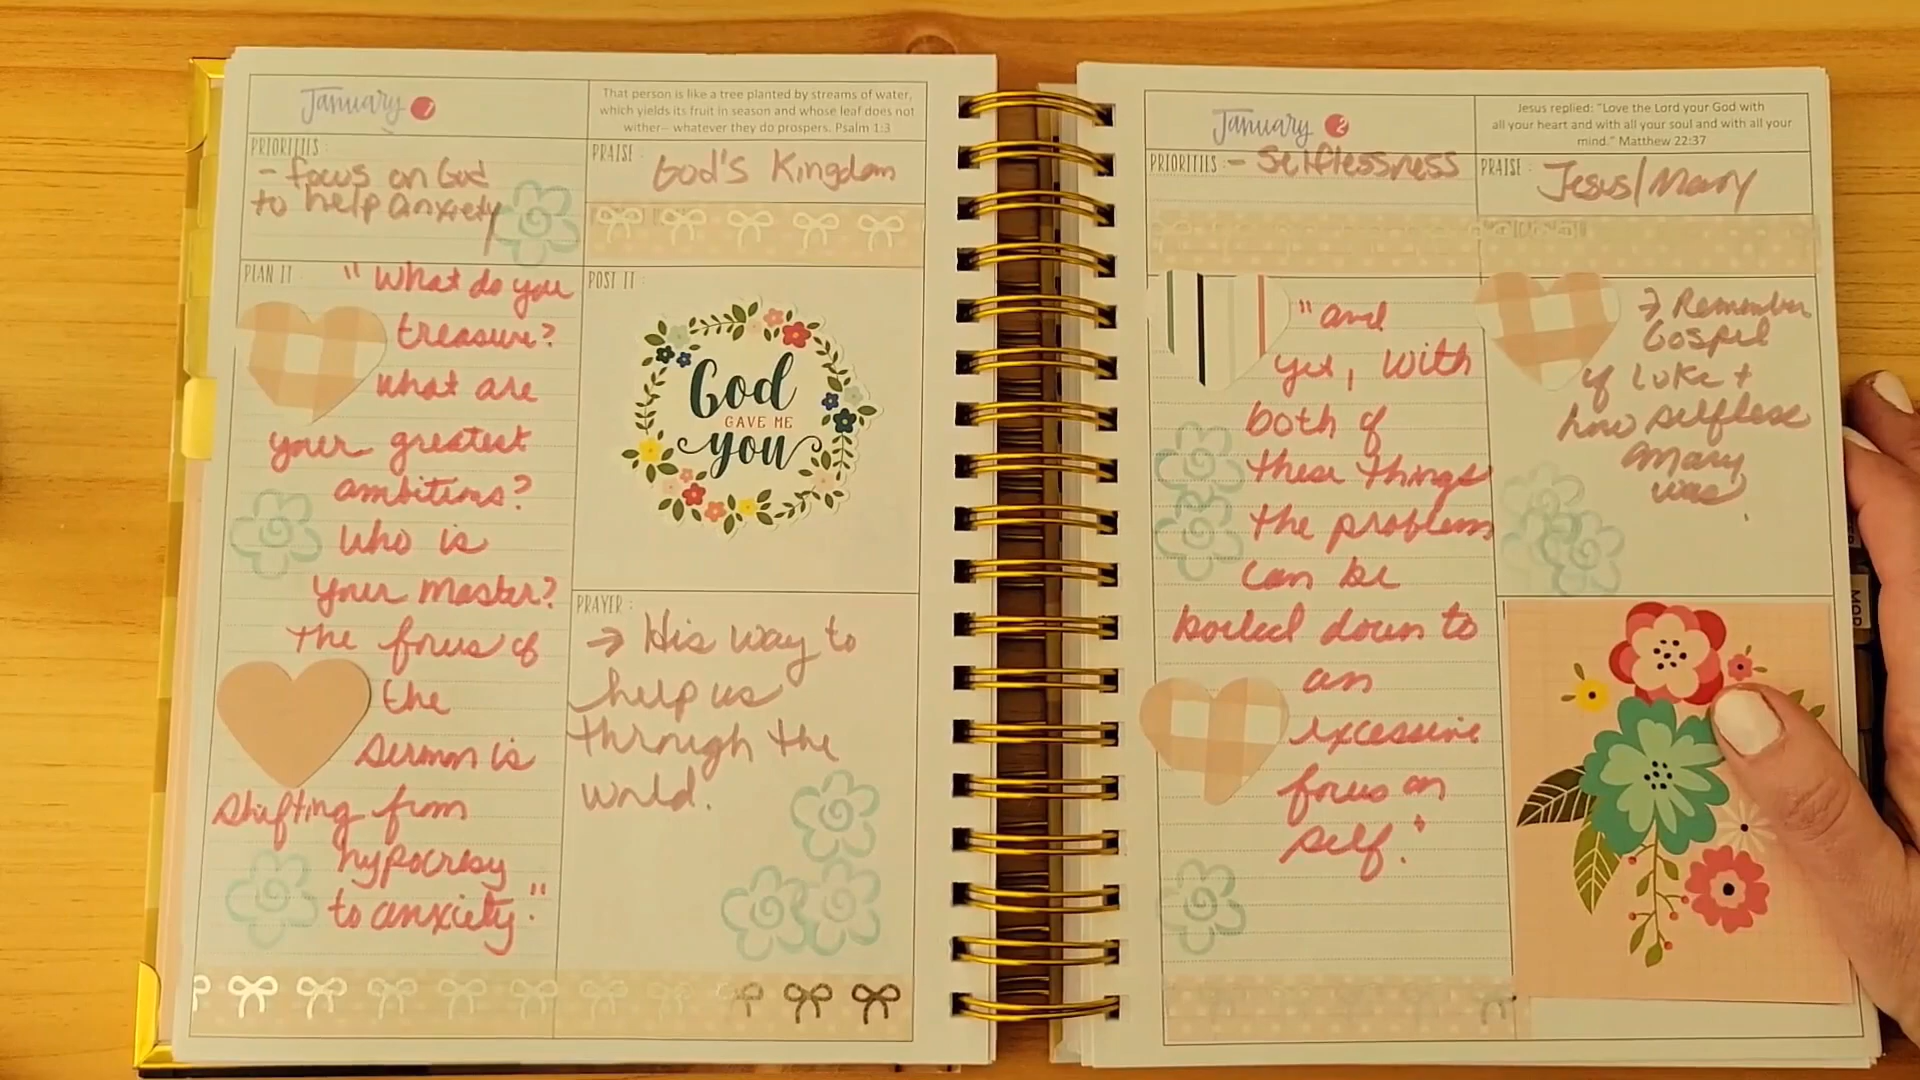 January 1
That person is like a tree planted by streams of water,
which yields its fruit in season and whose leaf does not
wither-- whatever they do prospers. Psalm 1:3
PRIORITIES :
- focus on God
to help anxiety
PRAISE :
God's Kingdom
PLAN IT :
"What do you
treasure?
what are
your greatest
ambitions?
Who is
your Master?
The focus of
the
Sermon is
shifting from
hypocrisy
to anxiety."
POST IT :
God
GAVE ME
you
PRAYER :
→ His way to
help us
through the
world.
January 2
Jesus replied: "Love the Lord your God with
all your heart and with all your soul and with all your
mind." Matthew 22:37
PRIORITIES : - Selflessness
PRAISE :
Jesus/Mary
"and
yet, with
both of
these things
the problem
can be
boiled down to
an
excessive
focus on
self."
→ Remember
Gospel
of Luke +
how selfless
Mary
was.
MAR